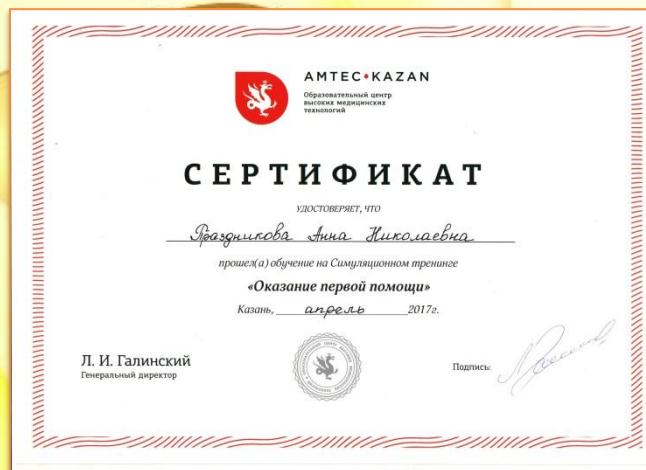 AMTEC•KAZAN
Образовательный центр
высоких медицинских
технологий
СЕРТИФИКАТ
УДОСТОВЕРЯЕТ, ЧТО
Праздникова Анна Николаевна
прошел(а) обучение на Симуляционном тренинге
«Оказание первой помощи»
Казань, апрель 2017г.
Л. И. Галинский
Генеральный директор
Подпись: